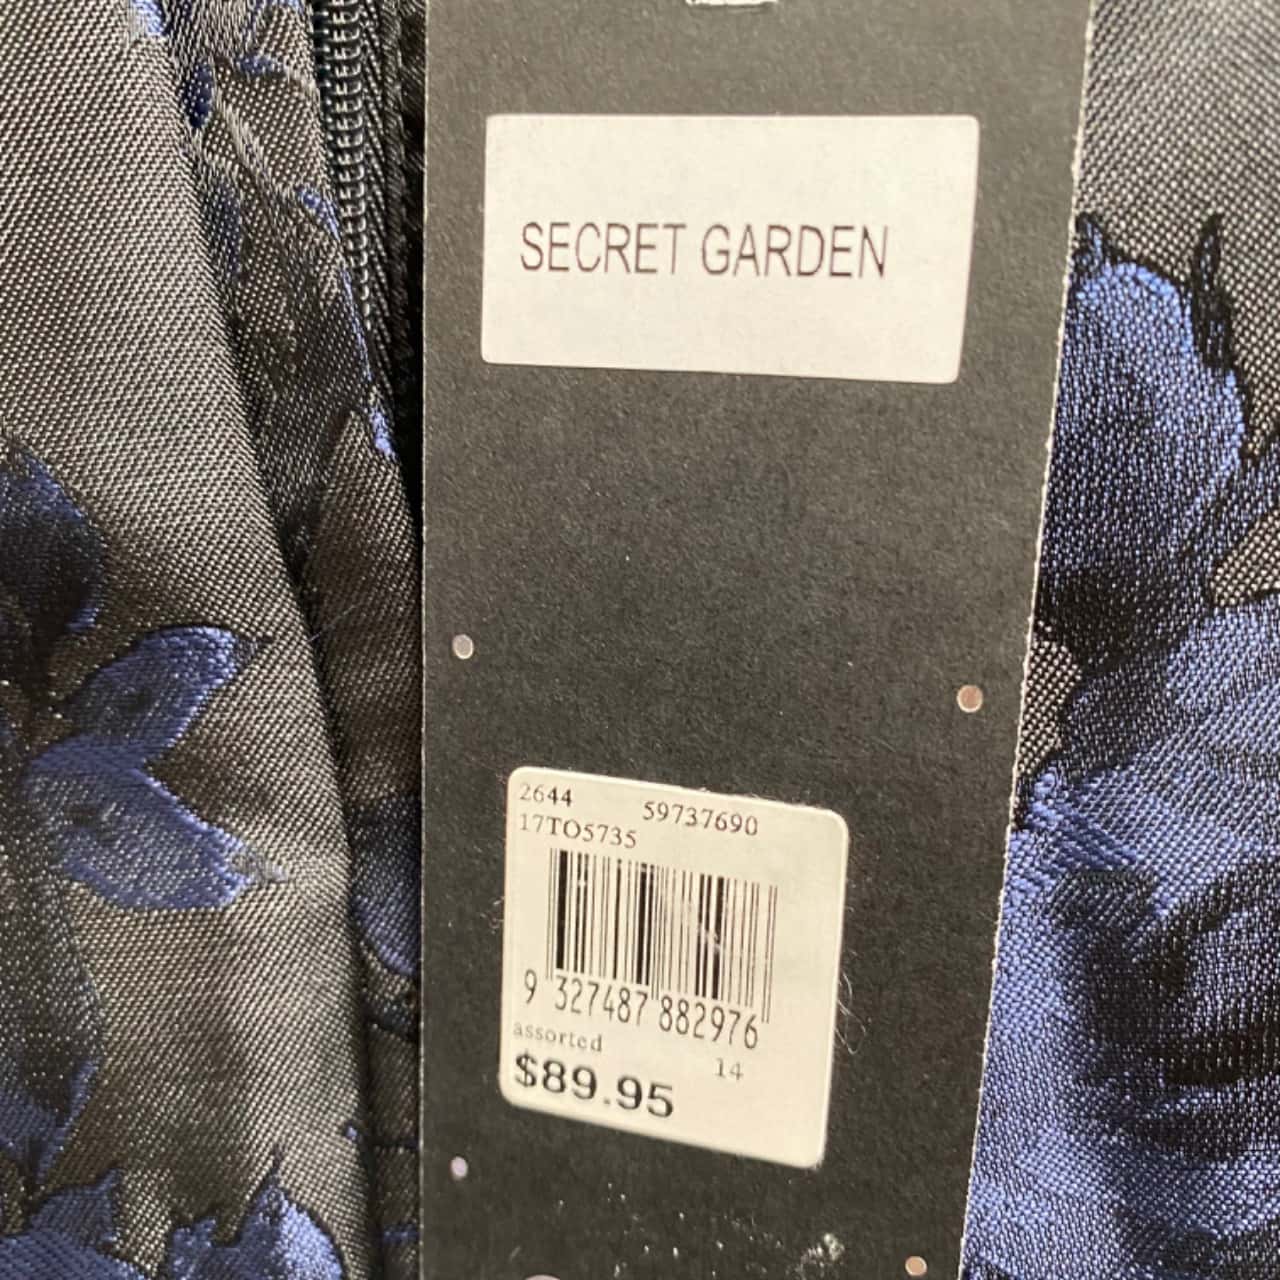 SECRET GARDEN
2644 59737690
17TO5735
9 327487 882976
assorted
14
$89.95